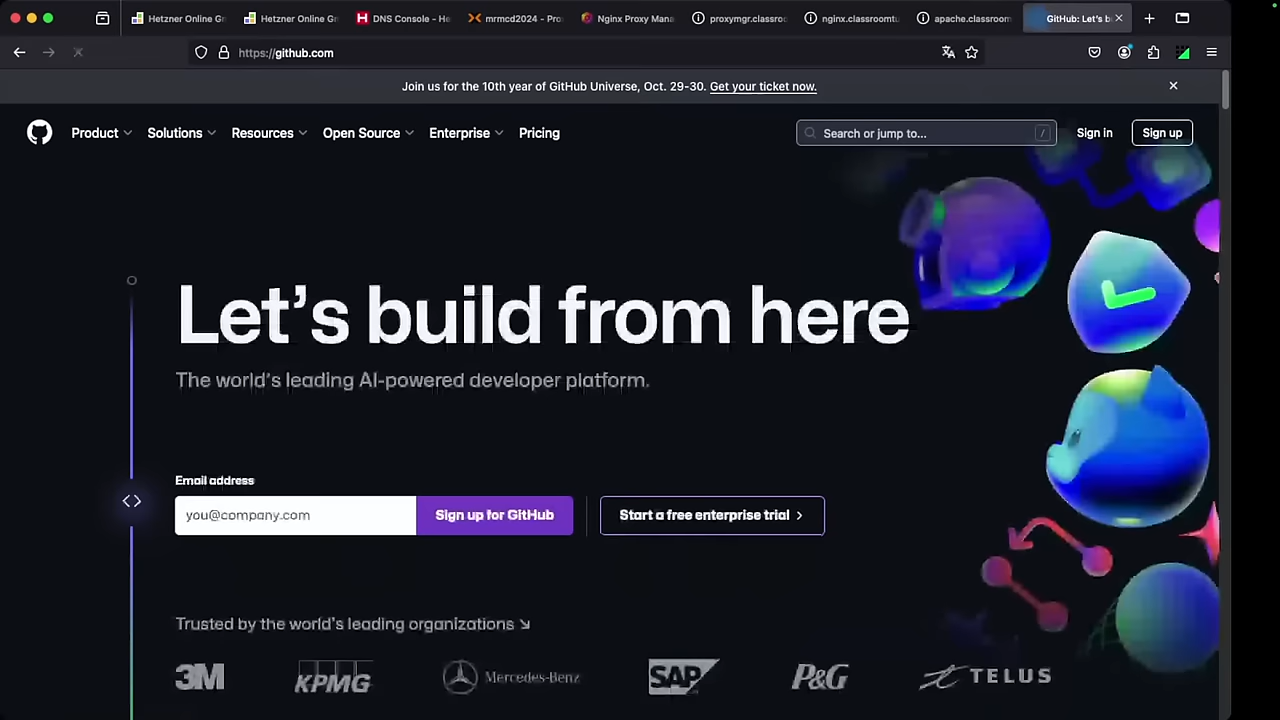 Hetzner Online Gr
Hetzner Online Gr
DNS Console - He
mrmcd2024 - Pro
Nginx Proxy Mana
proxymgr.classroo
nginx.classroomtu
apache.classroom
GitHub: Let's b
https://github.com
Join us for the 10th year of GitHub Universe, Oct. 29-30. Get your ticket now.
Product
Solutions
Resources
Open Source
Enterprise
Pricing
Search or jump to...
/
Sign in
Sign up
Let's build from here
The world's leading AI-powered developer platform.
Email address
you@company.com
Sign up for GitHub
Start a free enterprise trial
Trusted by the world's leading organizations
3M
KPMG
Mercedes-Benz
SAP
P&G
TELUS